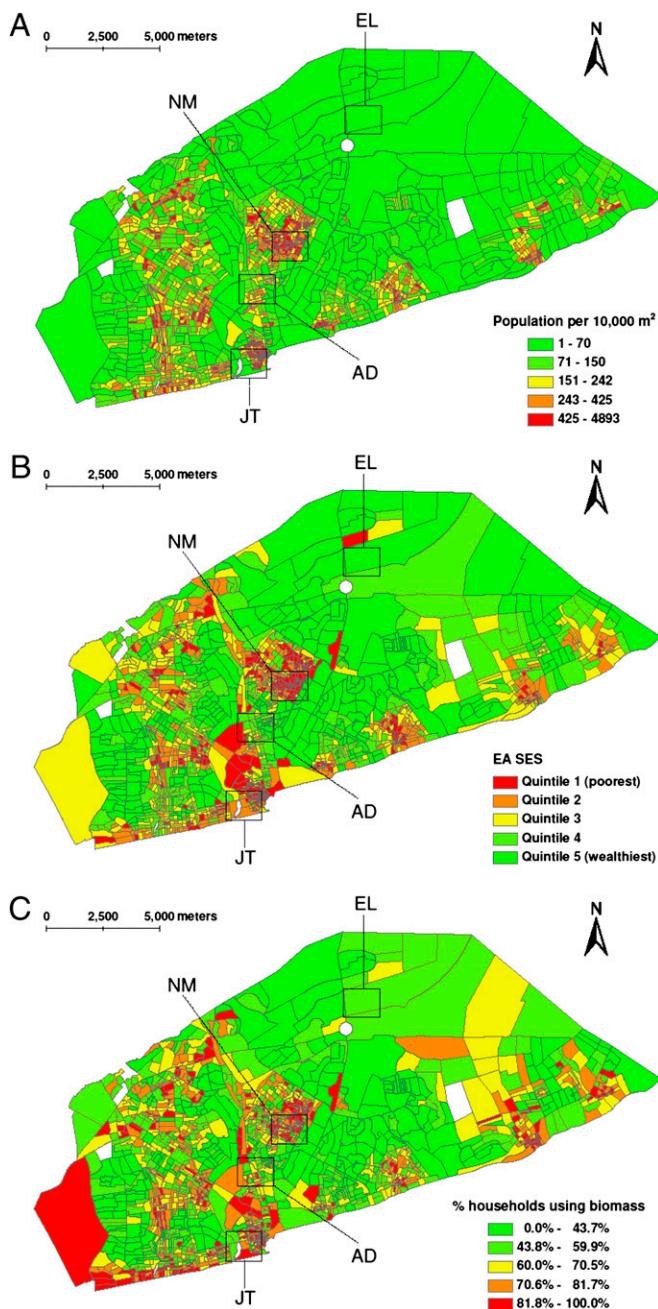 A
0 2,500 5,000 meters
EL
N
NM
AD
JT
Population per 10,000 m²
1 - 70
71 - 150
151 - 242
243 - 425
425 - 4893
B
0 2,500 5,000 meters
EL
N
NM
AD
JT
EA SES
Quintile 1 (poorest)
Quintile 2
Quintile 3
Quintile 4
Quintile 5 (wealthiest)
C
0 2,500 5,000 meters
EL
N
NM
AD
JT
% households using biomass
0.0% - 43.7%
43.8% - 59.9%
60.0% - 70.5%
70.6% - 81.7%
81.8% - 100.0%